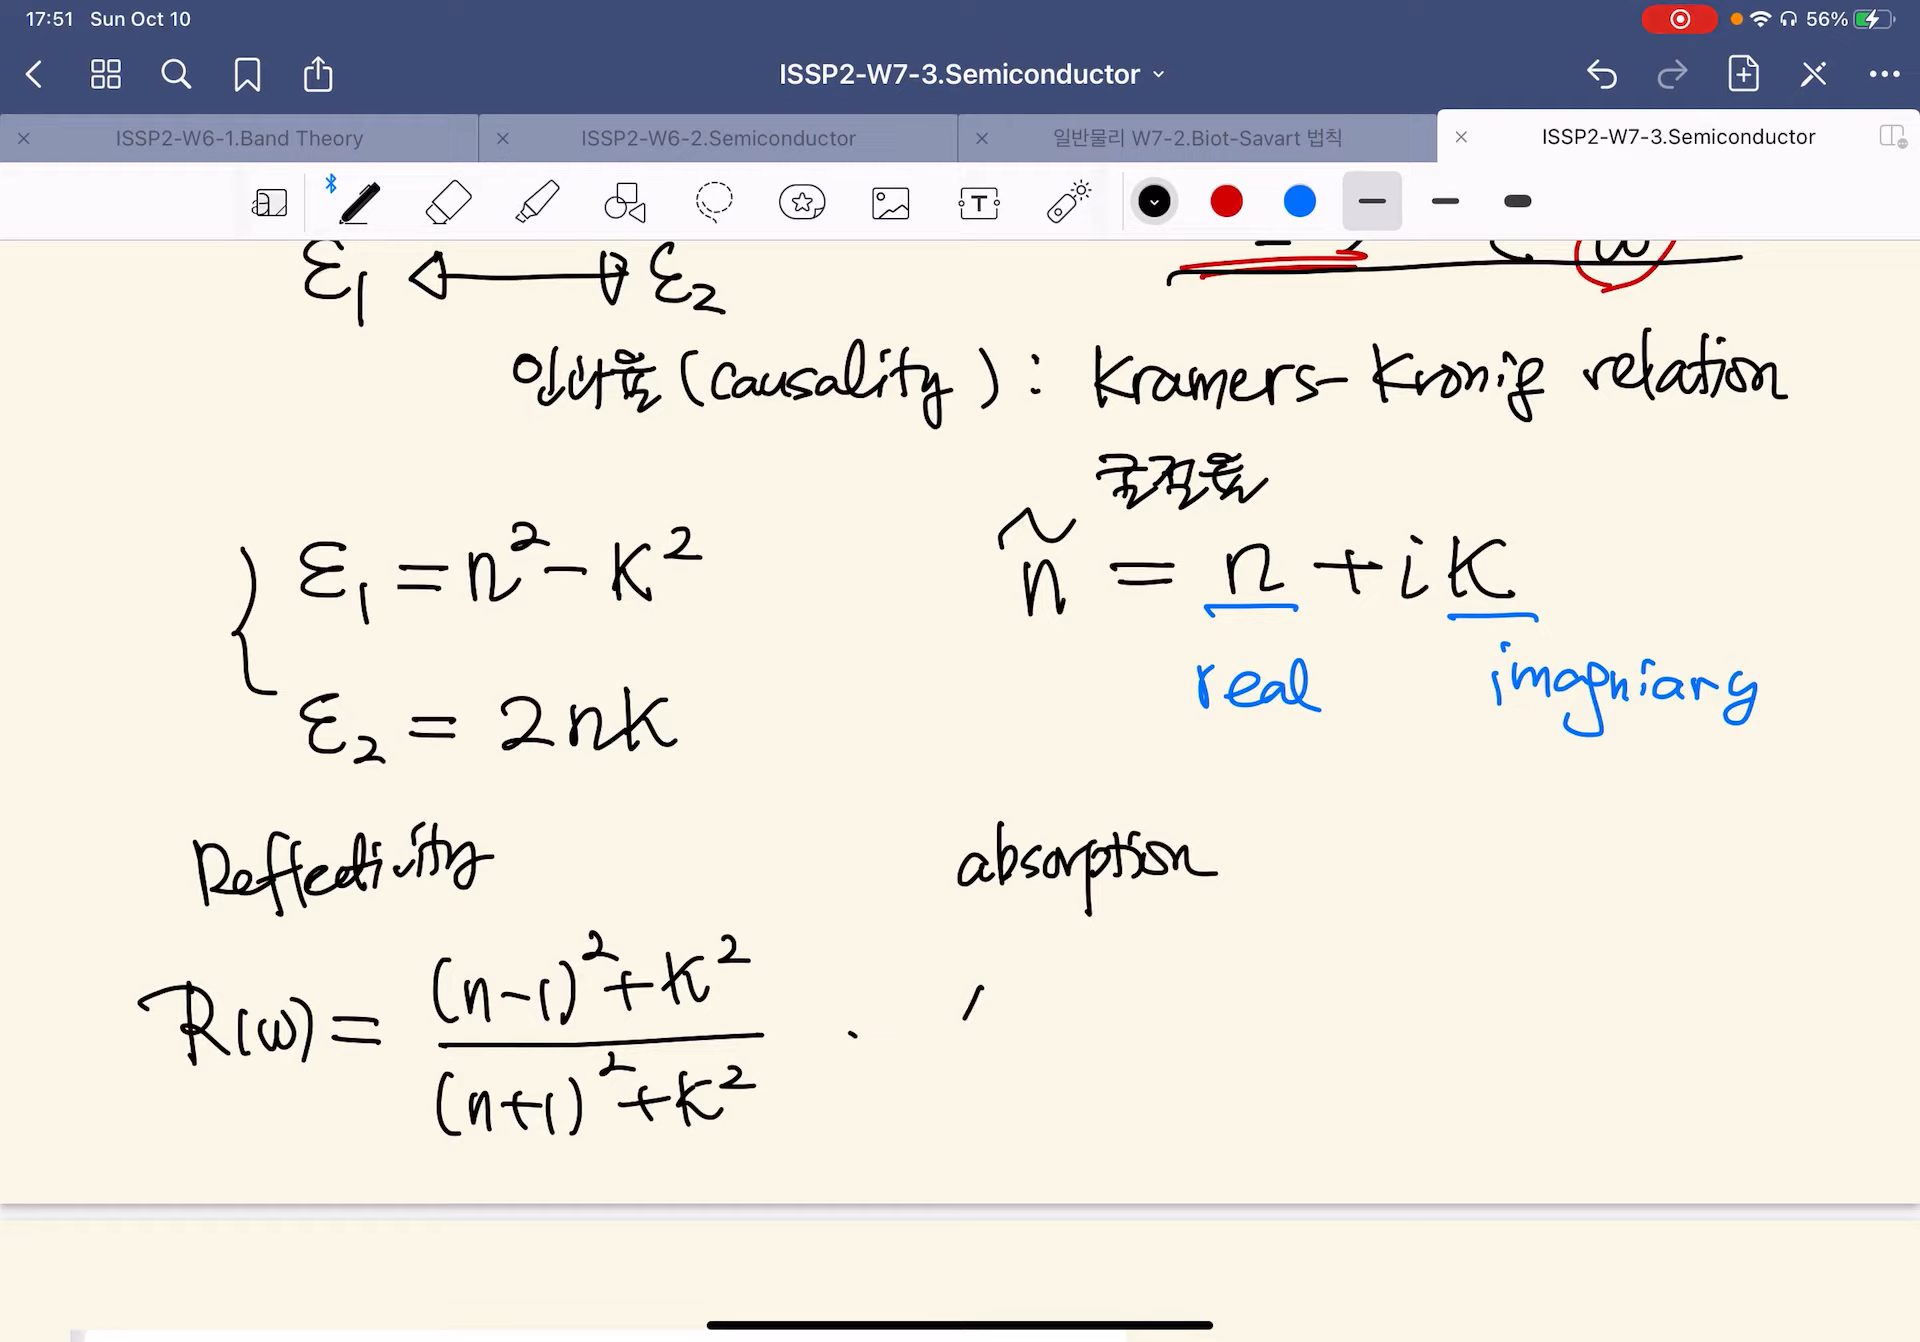 17:51 Sun Oct 10 56%
ISSP2-W7-3.Semiconductor
ISSP2-W6-1.Band Theory ISSP2-W6-2.Semiconductor 일반물리 W7-2.Biot-Savart 법칙 ISSP2-W7-3.Semiconductor
T
ε₁ ↔ ε₂
인과율 (causality) : Kramers-Kronig relation
굴절률
ε₁ = n² - K² ñ = n + iK
real imagniary
ε₂ = 2nK
Reflectivity absorption
R(ω) = ((n-1)² + K²) / ((n+1)² + K²) .